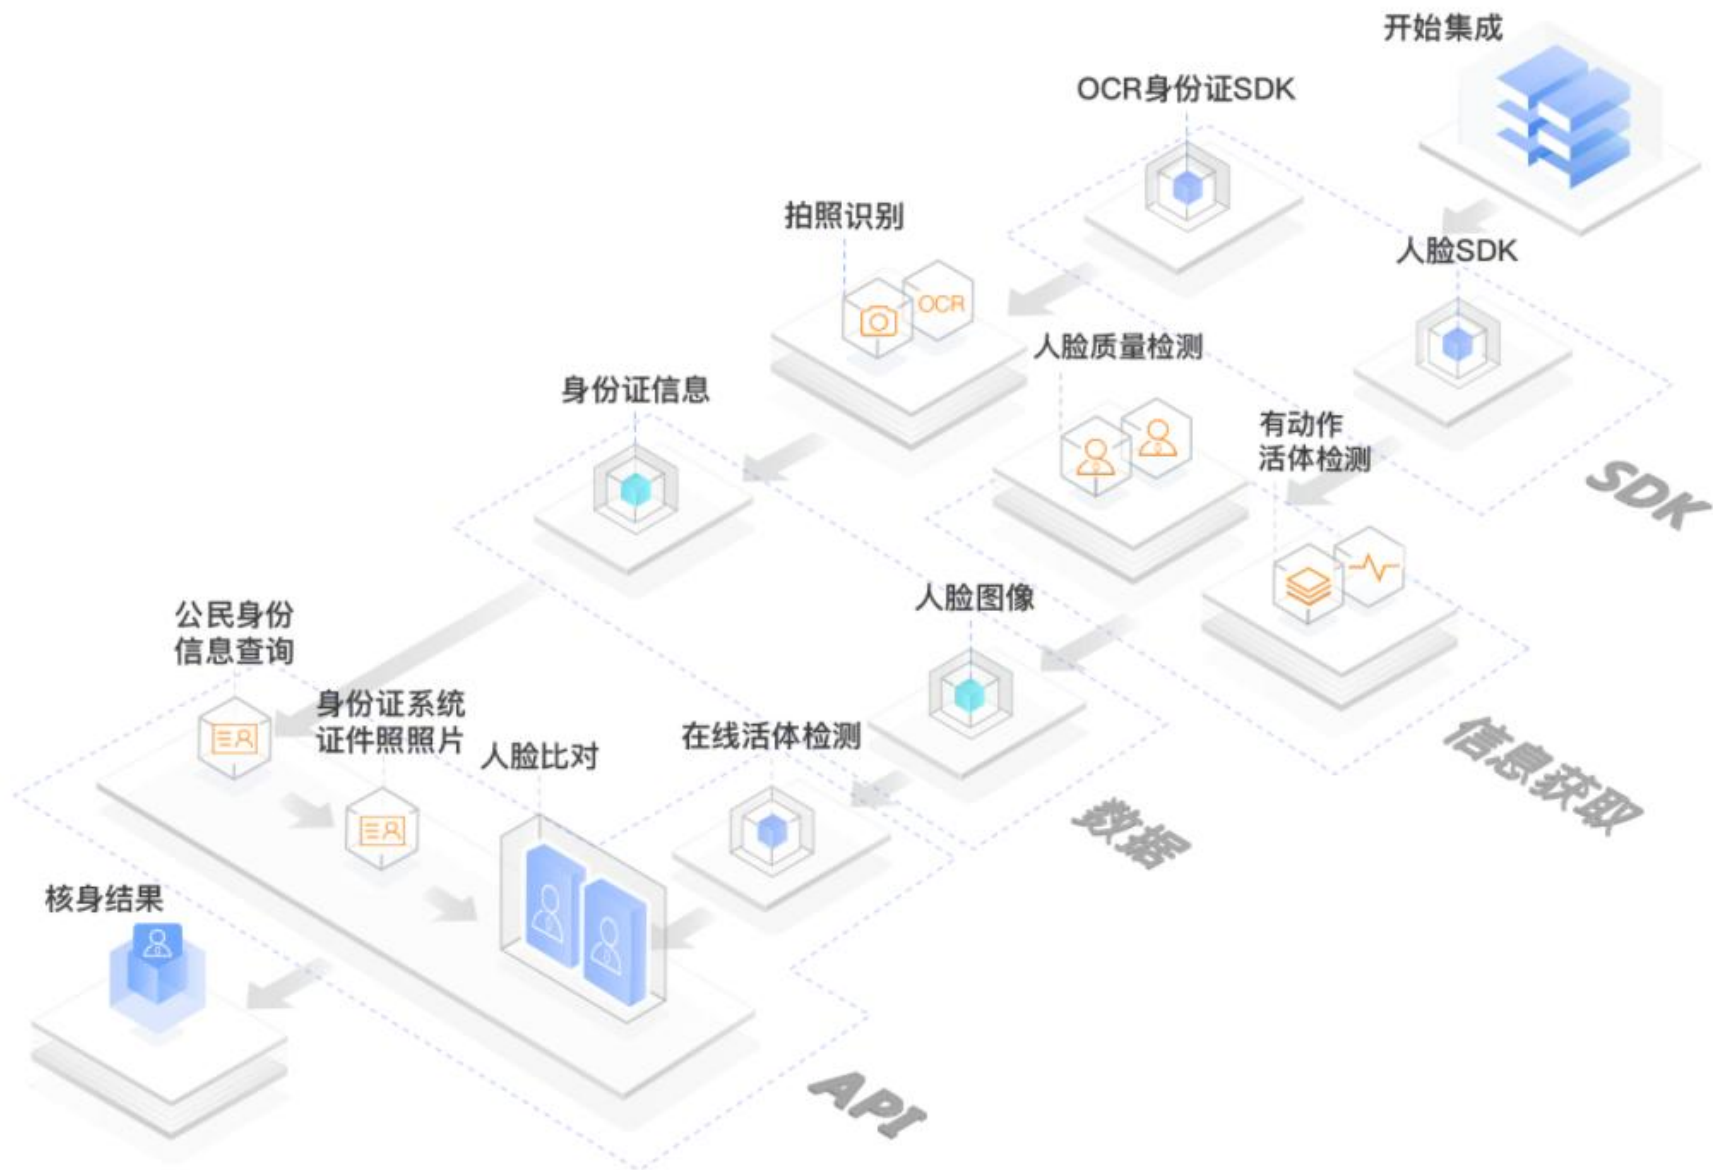 开始集成
OCR身份证SDK
人脸SDK
拍照识别
OCR
人脸质量检测
有动作
活体检测
SDK
身份证信息
人脸图像
信息获取
公民身份
信息查询
身份证系统
证件照照片
人脸比对
在线活体检测
数据
核身结果
API